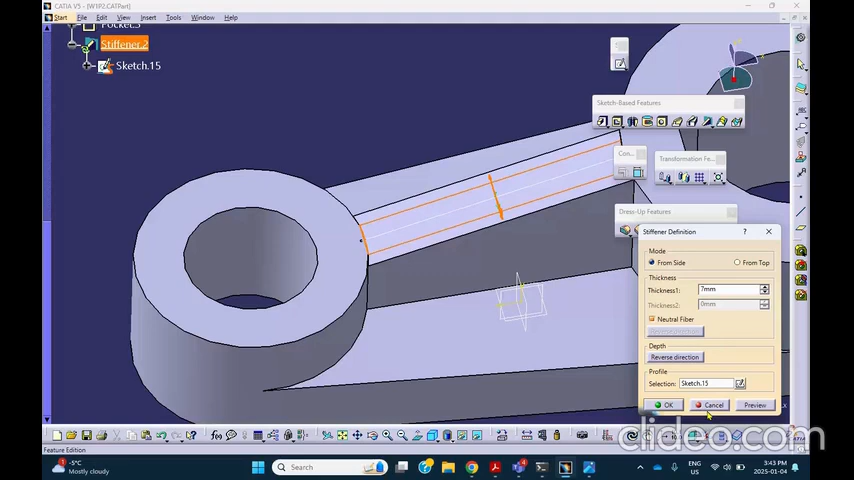 CATIA V5 - [W1P2.CATPart]
Start File Edit View Insert Tools Window Help
Stiffener.2
Sketch.15
Sketch-Based Features
Con...
Transformation Fe...
Dress-Up Features
Stiffener Definition
Mode
From Side
From Top
Thickness
Thickness1:
7mm
Thickness2:
0mm
Neutral Fiber
Reverse direction
Depth
Reverse direction
Profile
Selection:
Sketch.15
OK
Cancel
Preview
clideo.com
Feature Edition
-5°C
Mostly cloudy
Search
ENG
US
3:43 PM
2025-01-04